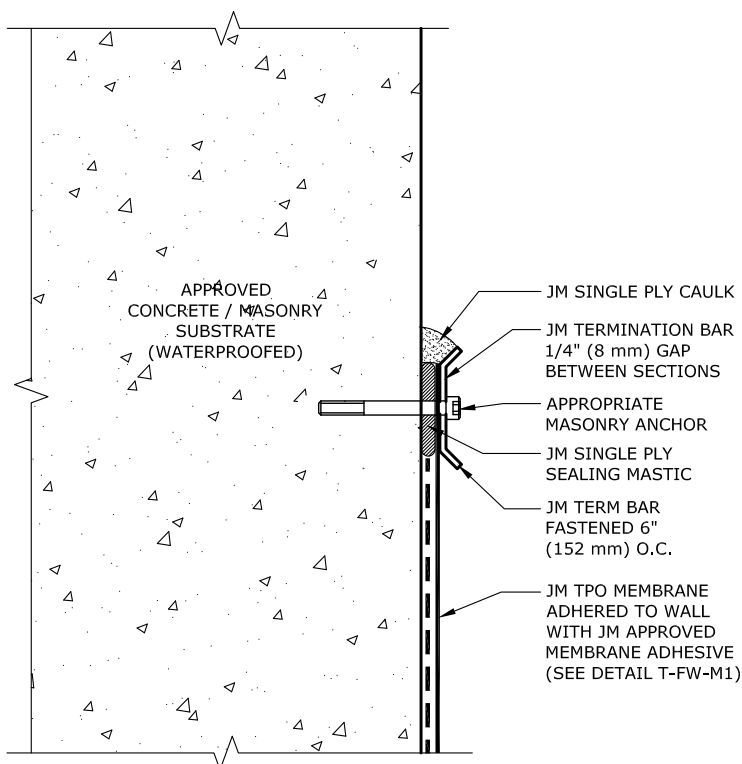 APPROVED
CONCRETE / MASONRY
SUBSTRATE
(WATERPROOFED)
JM SINGLE PLY CAULK
JM TERMINATION BAR
1/4" (8 mm) GAP
BETWEEN SECTIONS
APPROPRIATE
MASONRY ANCHOR
JM SINGLE PLY
SEALING MASTIC
JM TERM BAR
FASTENED 6"
(152 mm) O.C.
JM TPO MEMBRANE
ADHERED TO WALL
WITH JM APPROVED
MEMBRANE ADHESIVE
(SEE DETAIL T-FW-M1)